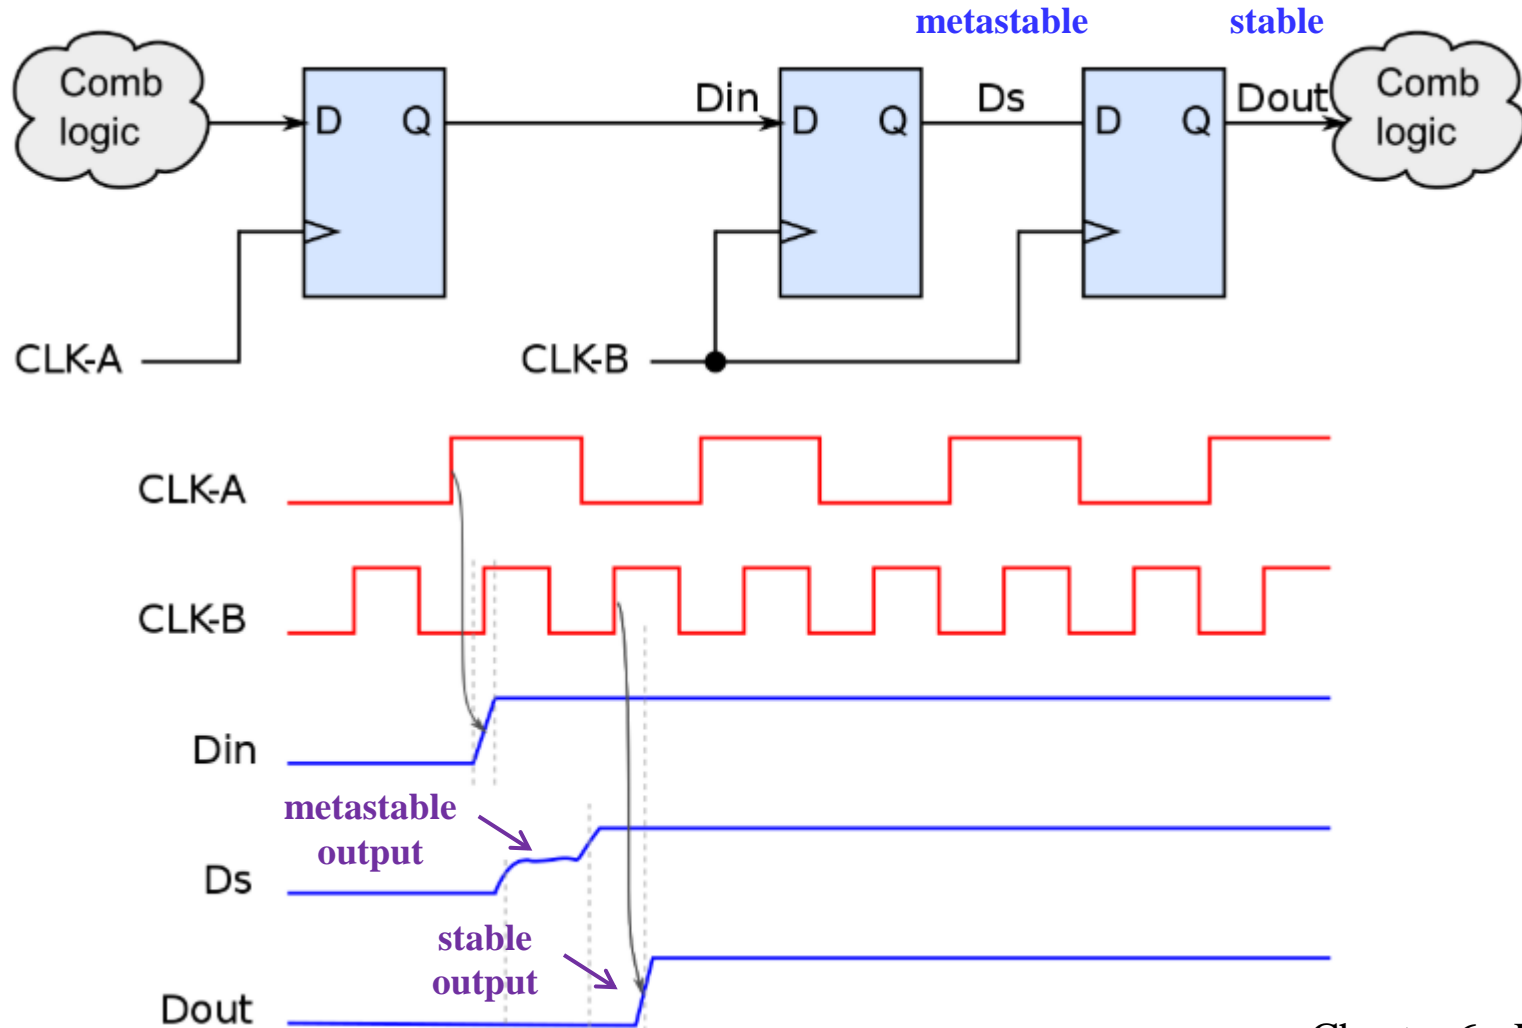 metastable stable
Comb
logic
D Q
Din
D Q
Ds
D Q
Dout
Comb
logic
CLK-A
CLK-B
CLK-A
CLK-B
Din
metastable
output
Ds
stable
output
Dout